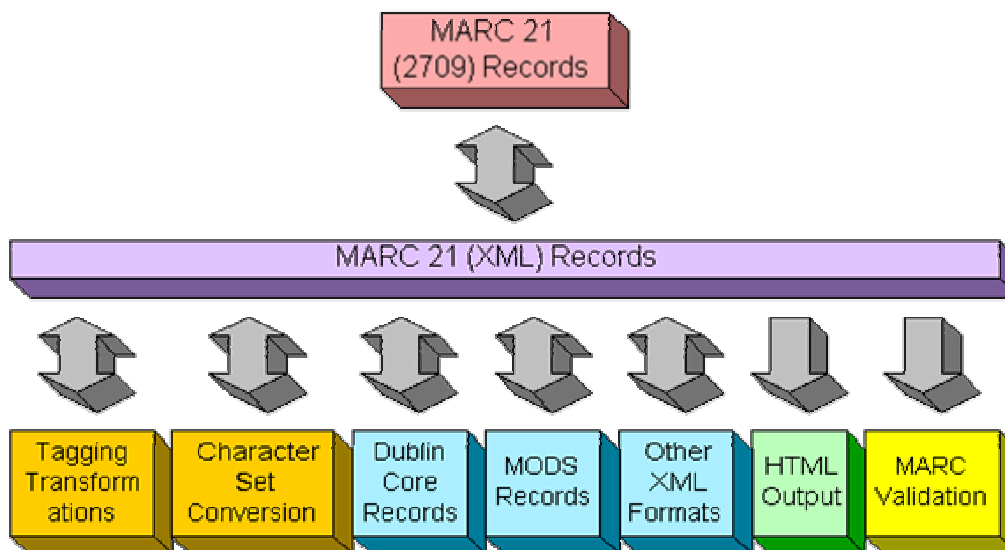 MARC 21
(2709) Records
MARC 21 (XML) Records
Tagging
Transform
ations
Character
Set
Conversion
Dublin
Core
Records
MODS
Records
Other
XML
Formats
HTML
Output
MARC
Validation